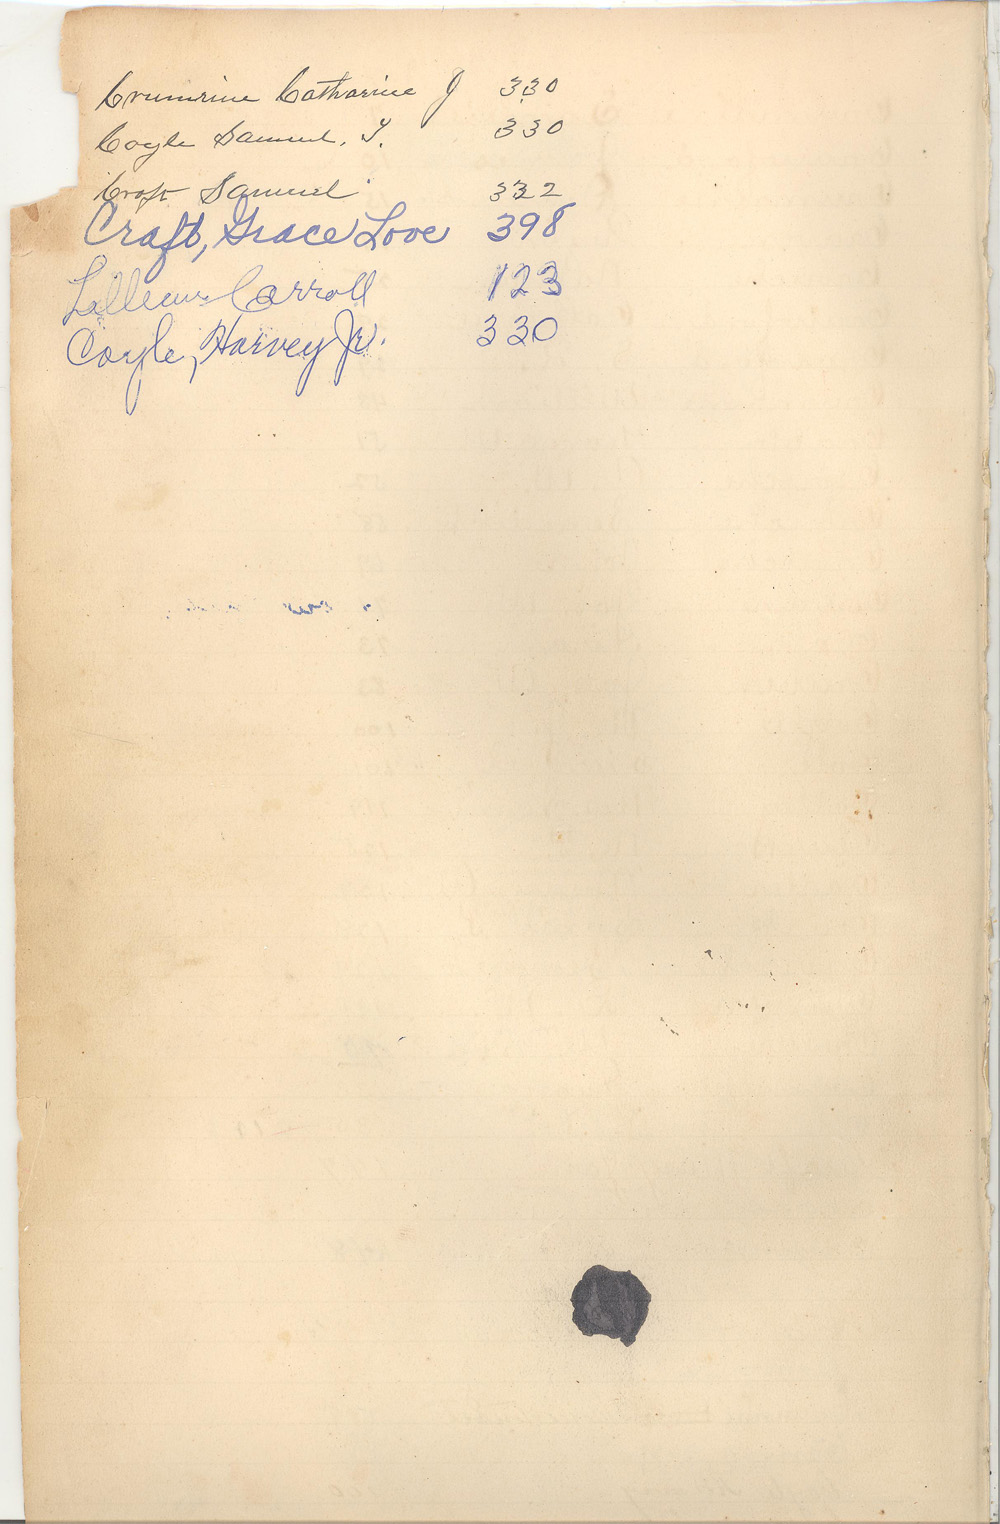 Crumrine Catharine J 330
Coyle Samuel. T. 330
Craft Samuel 332
Craft, Grace Love 398
Carroll 123
Coyle, Harvey Jr. 330